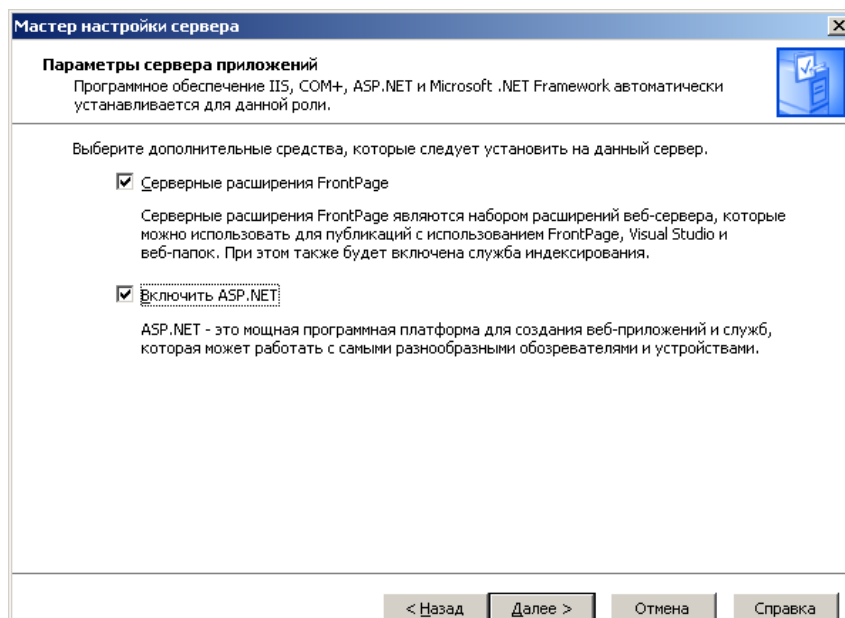 Мастер настройки сервера
Параметры сервера приложений
Программное обеспечение IIS, COM+, ASP.NET и Microsoft .NET Framework автоматически
устанавливается для данной роли.
Выберите дополнительные средства, которые следует установить на данный сервер.
Серверные расширения FrontPage
Серверные расширения FrontPage являются набором расширений веб-сервера, которые
можно использовать для публикаций с использованием FrontPage, Visual Studio и
веб-папок. При этом также будет включена служба индексирования.
Включить ASP.NET
ASP.NET - это мощная программная платформа для создания веб-приложений и служб,
которая может работать с самыми разнообразными обозревателями и устройствами.
< Назад Далее > Отмена Справка